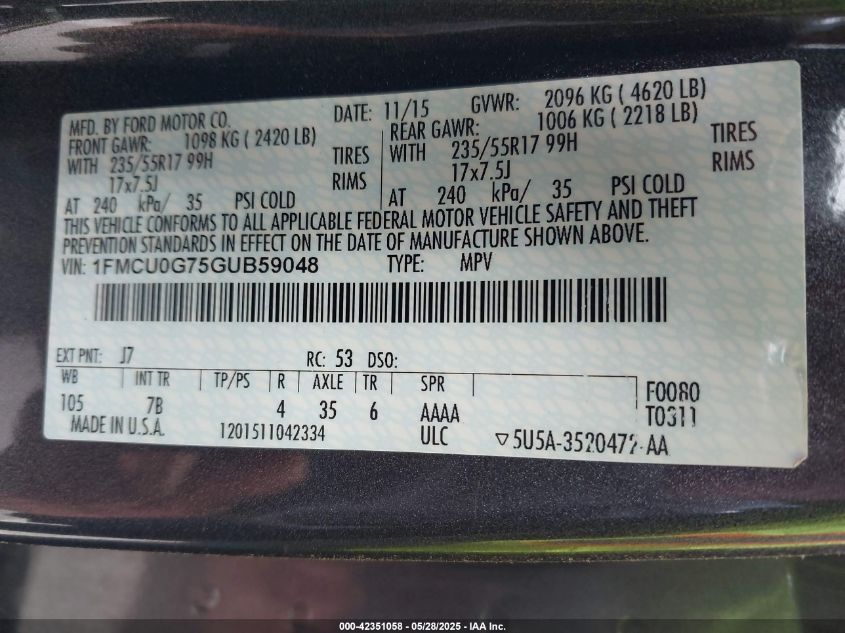 MFD. BY FORD MOTOR CO. DATE: 11/15 GVWR: 2096 KG ( 4620 LB)
FRONT GAWR: 1098 KG ( 2420 LB) REAR GAWR: 1006 KG ( 2218 LB)
WITH 235/55R17 99H TIRES WITH 235/55R17 99H TIRES
17x7.5J RIMS 17x7.5J RIMS
AT 240 kPa/ 35 PSI COLD AT 240 kPa/ 35 PSI COLD
THIS VEHICLE CONFORMS TO ALL APPLICABLE FEDERAL MOTOR VEHICLE SAFETY AND THEFT
PREVENTION STANDARDS IN EFFECT ON THE DATE OF MANUFACTURE SHOWN ABOVE.
VIN: 1FMCU0G75GUB59048 TYPE: MPV
EXT PNT: J7 RC: 53 DSO:
WB INT TR TP/PS R AXLE TR SPR F0080
105 7B 4 35 6 AAAA T0311
MADE IN U.S.A. 1201511042334 ULC ▽5U5A-3520472-AA
000-42351058 - 05/28/2025 - IAA Inc.